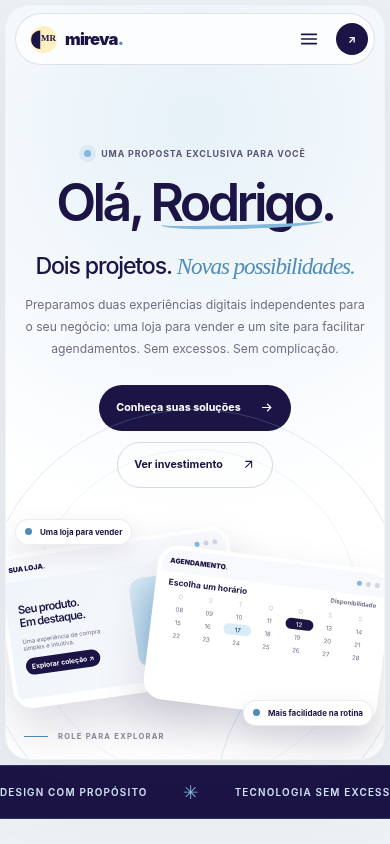 MR mireva.
UMA PROPOSTA EXCLUSIVA PARA VOCÊ
Olá, Rodrigo.
Dois projetos. Novas possibilidades.
Preparamos duas experiências digitais independentes para
o seu negócio: uma loja para vender e um site para facilitar
agendamentos. Sem excessos. Sem complicação.
Conheça suas soluções →
Ver investimento ↗
Uma loja para vender
SUA LOJA.
Seu produto.
Em destaque.
Uma experiência de compra
simples e intuitiva.
Explorar coleção ↗
AGENDAMENTO.
Escolha um horário
Disponibilidade
D S T Q Q S S
08 09 10 11 12 13 14
15 16 17 18 19 20 21
22 23 24 25 26 27 28
Mais facilidade na rotina
ROLE PARA EXPLORAR
DESIGN COM PROPÓSITO ✳ TECNOLOGIA SEM EXCESS